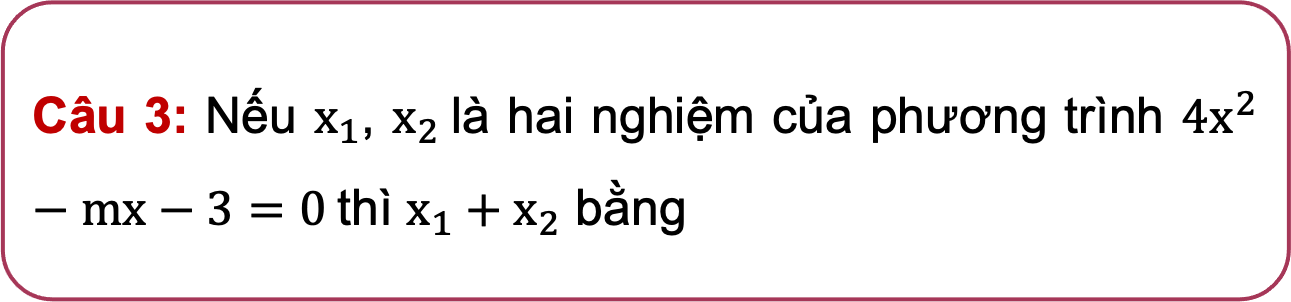 Câu 3: Nếu x₁, x₂ là hai nghiệm của phương trình 4x²
− mx − 3 = 0 thì x₁ + x₂ bằng